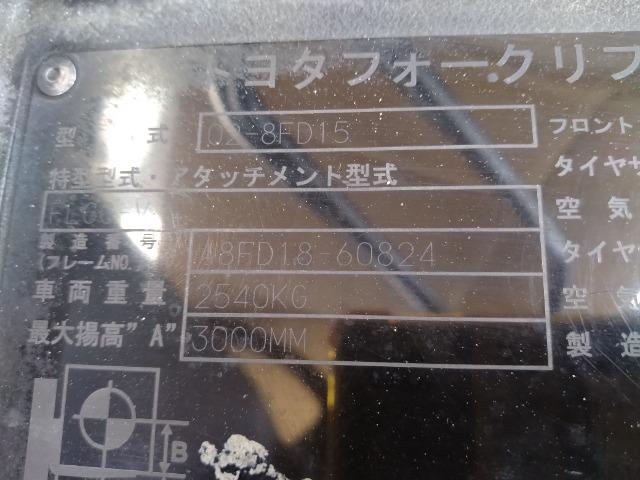 トヨタフォークリフ
型式 02-8FD15 フロント
特型型式・アタッチメント型式 タイヤサ
空気
製造番号 A8FD18-60824
(フレームNO.) タイヤ
車両重量 2540KG 空気
最大揚高"A" 3000MM 製造
B